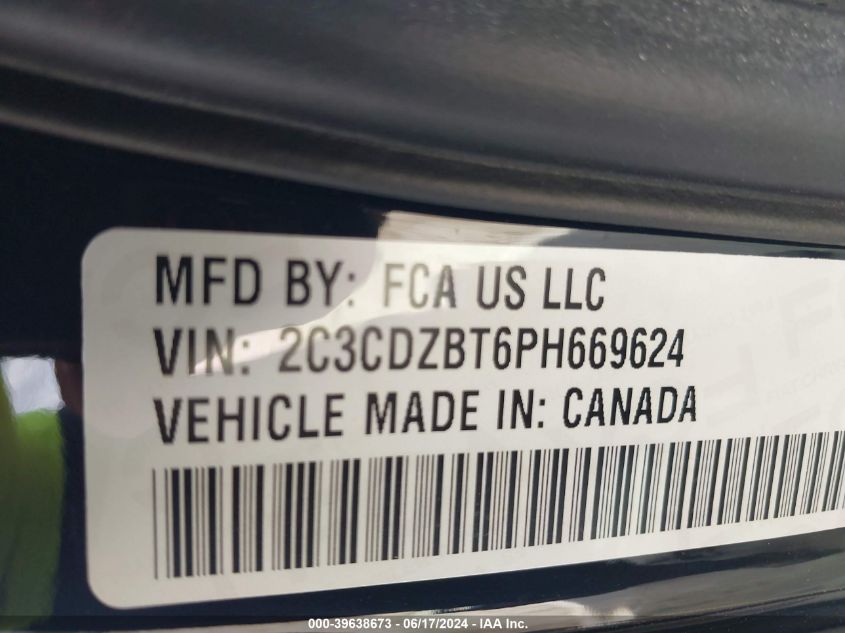 MFD BY: FCA US LLC
VIN: 2C3CDZBT6PH669624
VEHICLE MADE IN: CANADA
000-39638673 - 06/17/2024 - IAA Inc.